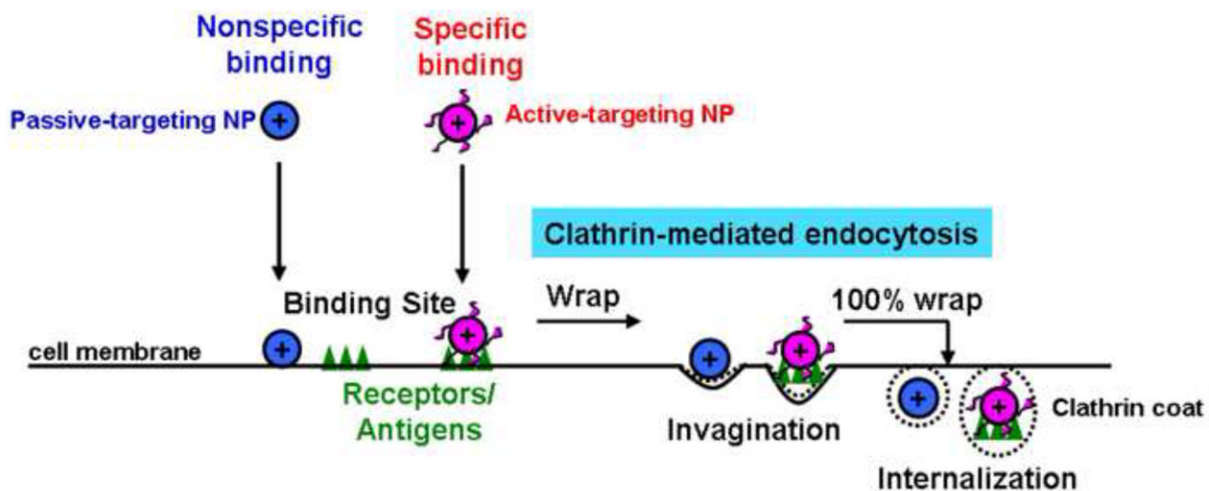 Nonspecific
binding
Specific
binding
Passive-targeting NP
+
+
Active-targeting NP
Clathrin-mediated endocytosis
Binding Site
Wrap
100% wrap
cell membrane
+
+
+
+
Receptors/
Antigens
Invagination
+
+
Clathrin coat
Internalization